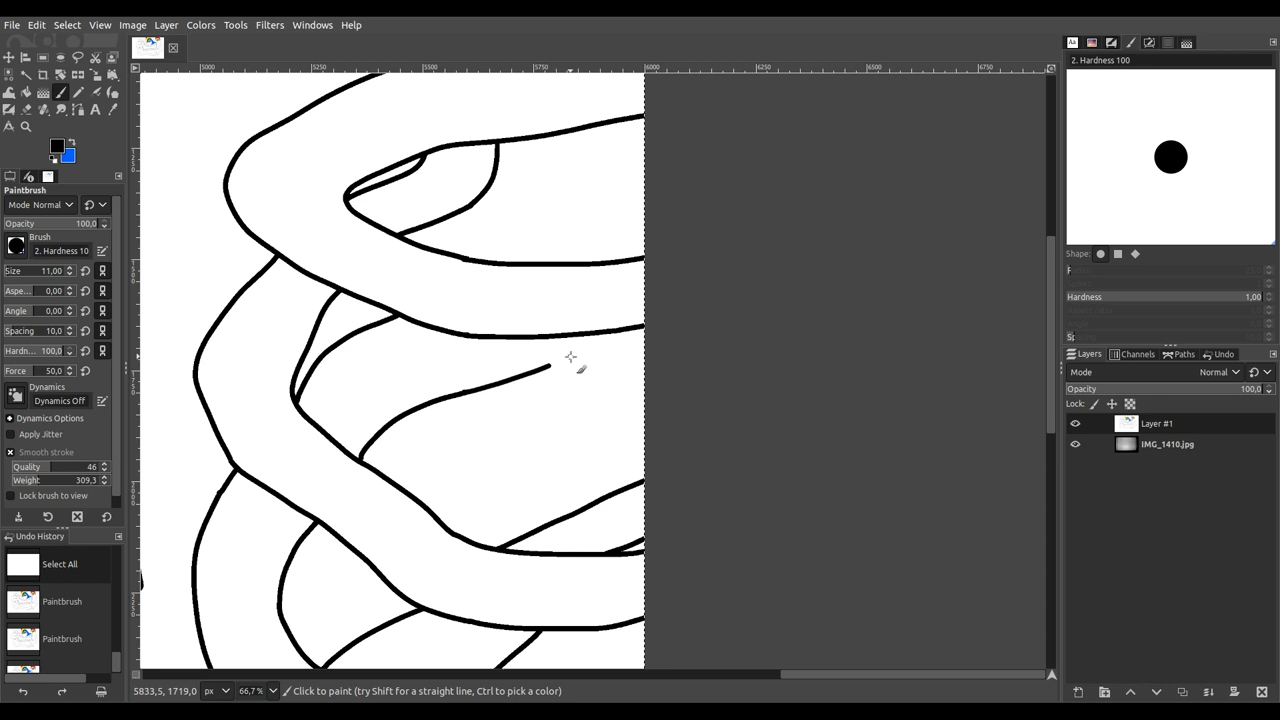 File Edit Select View Image Layer Colors Tools Filters Windows Help
5000 5250 5500 5750 6000 6250 6500 6750
Paintbrush
Mode Normal
Opacity 100,0
Brush
2. Hardness 10
Size 11,00
Aspe... 0,00
Angle 0,00
Spacing 10,0
Hardn... 100,0
Force 50,0
Dynamics
Dynamics Off
Dynamics Options
Apply Jitter
Smooth stroke
Quality 46
Weight 309,3
Lock brush to view
Undo History
Select All
Paintbrush
Paintbrush
5833,5, 1719,0 px 66,7% Click to paint (try Shift for a straight line, Ctrl to pick a color)
2. Hardness 100
Shape:
Hardness 1,00
Layers Channels Paths Undo
Mode Normal
Opacity 100,0
Lock:
Layer #1
IMG_1410.jpg